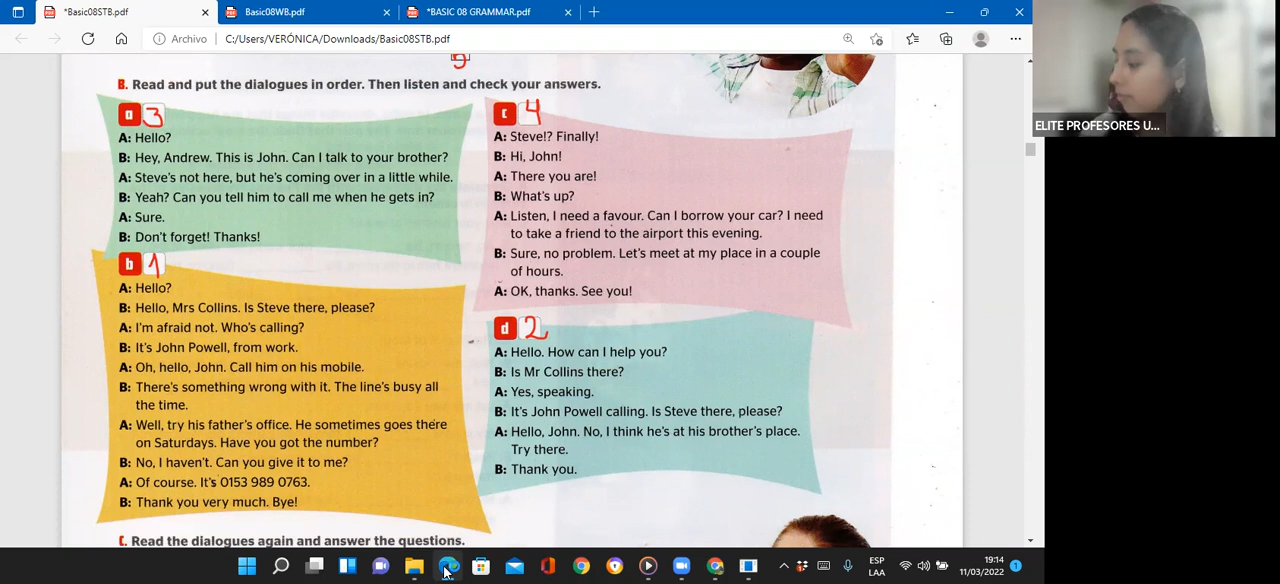 *Basic08STB.pdf
Basic08WB.pdf
*BASIC 08 GRAMMAR.pdf
Archivo
C:/Users/VERÓNICA/Downloads/Basic08STB.pdf
ELITE PROFESORES U...
B. Read and put the dialogues in order. Then listen and check your answers.
a 3
A: Hello?
B: Hey, Andrew. This is John. Can I talk to your brother?
A: Steve's not here, but he's coming over in a little while.
B: Yeah? Can you tell him to call me when he gets in?
A: Sure.
B: Don't forget! Thanks!
b 1
A: Hello?
B: Hello, Mrs Collins. Is Steve there, please?
A: I'm afraid not. Who's calling?
B: It's John Powell, from work.
A: Oh, hello, John. Call him on his mobile.
B: There's something wrong with it. The line's busy all
the time.
A: Well, try his father's office. He sometimes goes there
on Saturdays. Have you got the number?
B: No, I haven't. Can you give it to me?
A: Of course. It's 0153 989 0763.
B: Thank you very much. Bye!
c 4
A: Steve!? Finally!
B: Hi, John!
A: There you are!
B: What's up?
A: Listen, I need a favour. Can I borrow your car? I need
to take a friend to the airport this evening.
B: Sure, no problem. Let's meet at my place in a couple
of hours.
A: OK, thanks. See you!
d 2
A: Hello. How can I help you?
B: Is Mr Collins there?
A: Yes, speaking.
B: It's John Powell calling. Is Steve there, please?
A: Hello, John. No, I think he's at his brother's place.
Try there.
B: Thank you.
C. Read the dialogues again and answer the questions.
ESP
LAA
19:14
11/03/2022
1